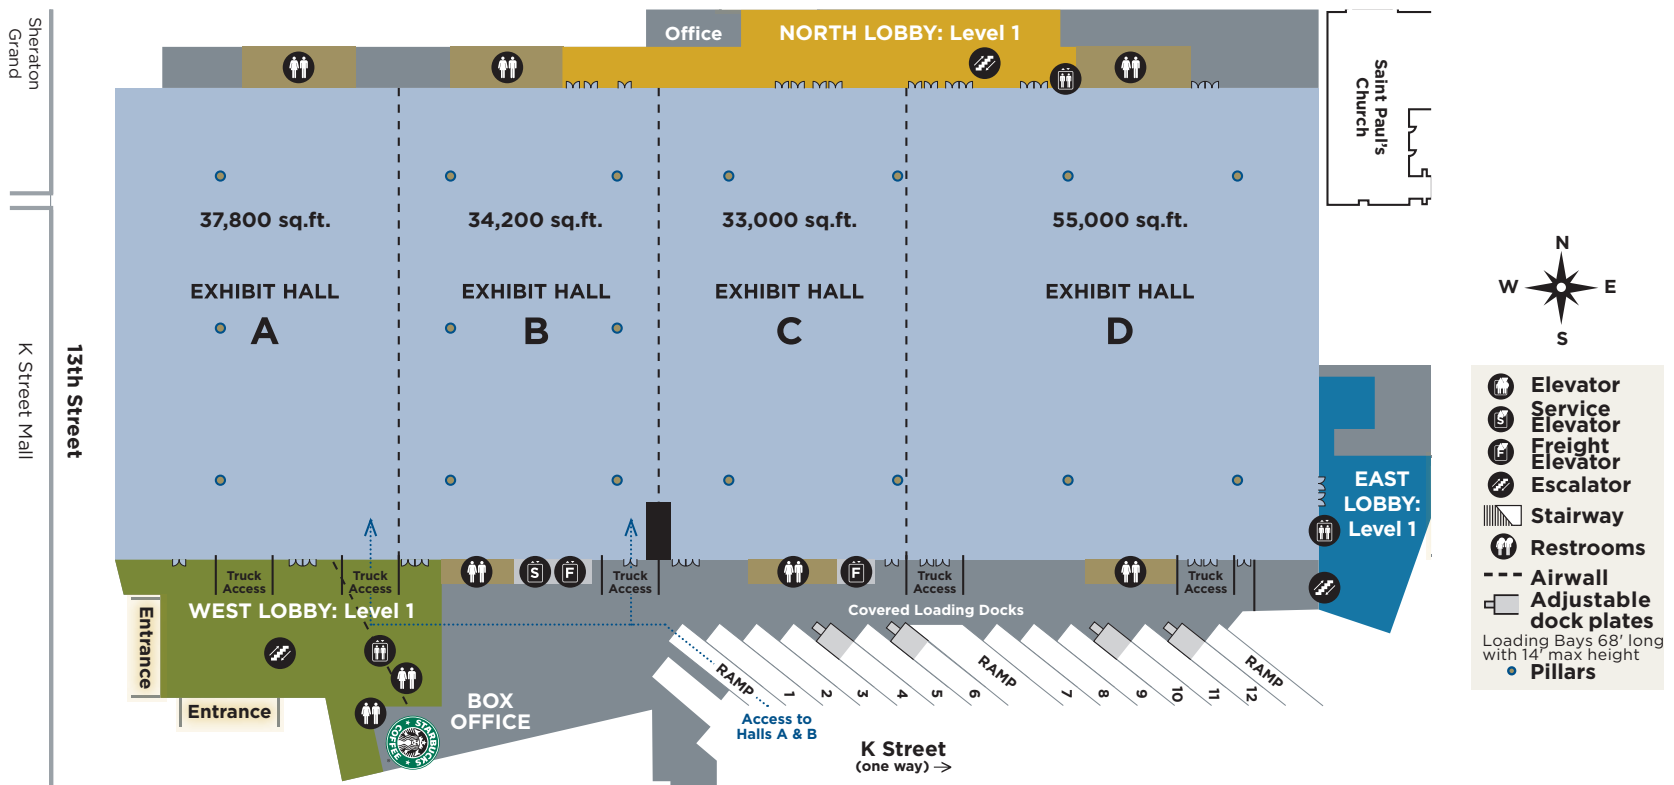 Sheraton
Grand
K Street Mall
13th Street
Office
NORTH LOBBY: Level 1
Saint Paul's
Church
37,800 sq.ft.
34,200 sq.ft.
33,000 sq.ft.
55,000 sq.ft.
EXHIBIT HALL
A
EXHIBIT HALL
B
EXHIBIT HALL
C
EXHIBIT HALL
D
N
W
E
S
Elevator
S
Service
Elevator
F
Freight
Elevator
Escalator
Stairway
Restrooms
Airwall
Adjustable
dock plates
Loading Bays 68' long
with 14' max height
Pillars
EAST
LOBBY:
Level 1
Truck
Access
Truck
Access
S
F
Truck
Access
F
Truck
Access
Truck
Access
WEST LOBBY: Level 1
Covered Loading Docks
Entrance
Entrance
BOX
OFFICE
STARBUCKS
COFFEE
RAMP
1
2
3
4
5
6
RAMP
7
8
9
10
11
12
RAMP
Access to
Halls A & B
K Street
(one way)